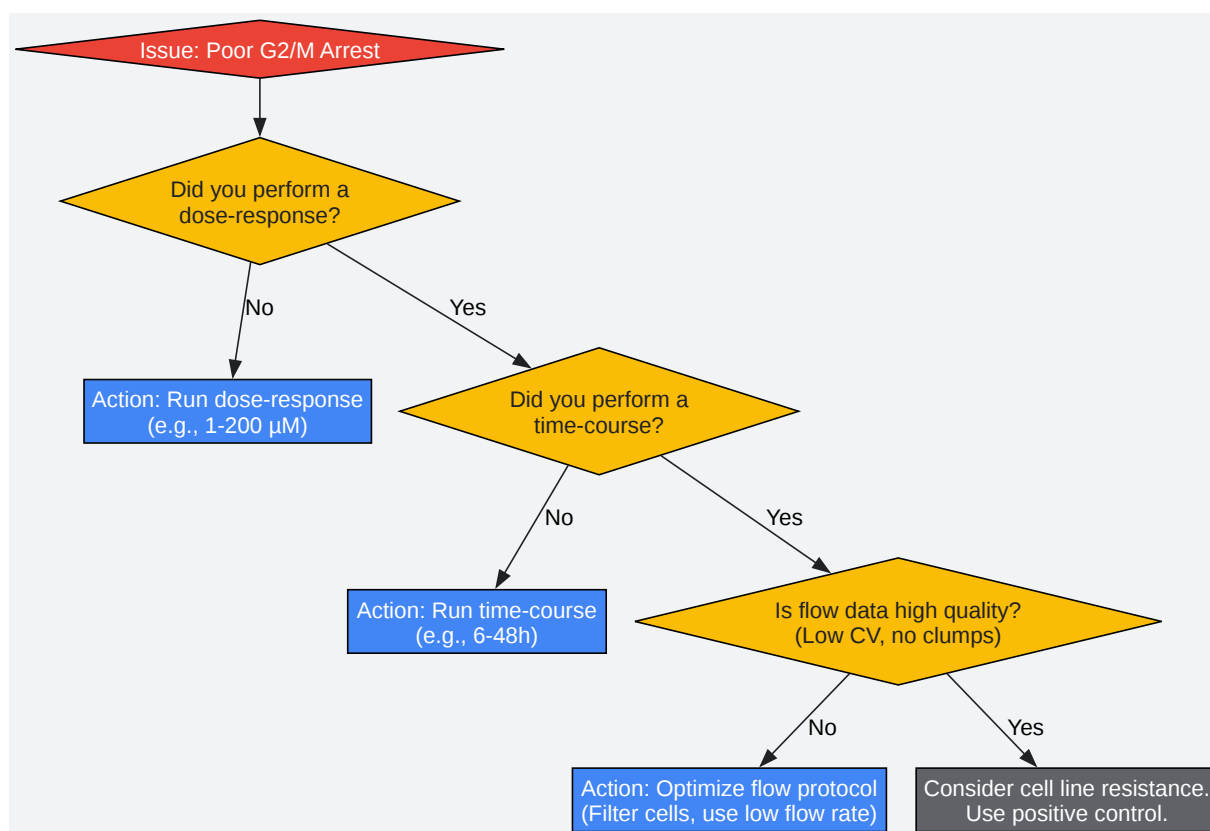 Issue: Poor G2/M Arrest
Did you perform a
dose-response?
No
Yes
Action: Run dose-response
(e.g., 1-200 µM)
Did you perform a
time-course?
No
Yes
Action: Run time-course
(e.g., 6-48h)
Is flow data high quality?
(Low CV, no clumps)
No
Yes
Action: Optimize flow protocol
(Filter cells, use low flow rate)
Consider cell line resistance.
Use positive control.